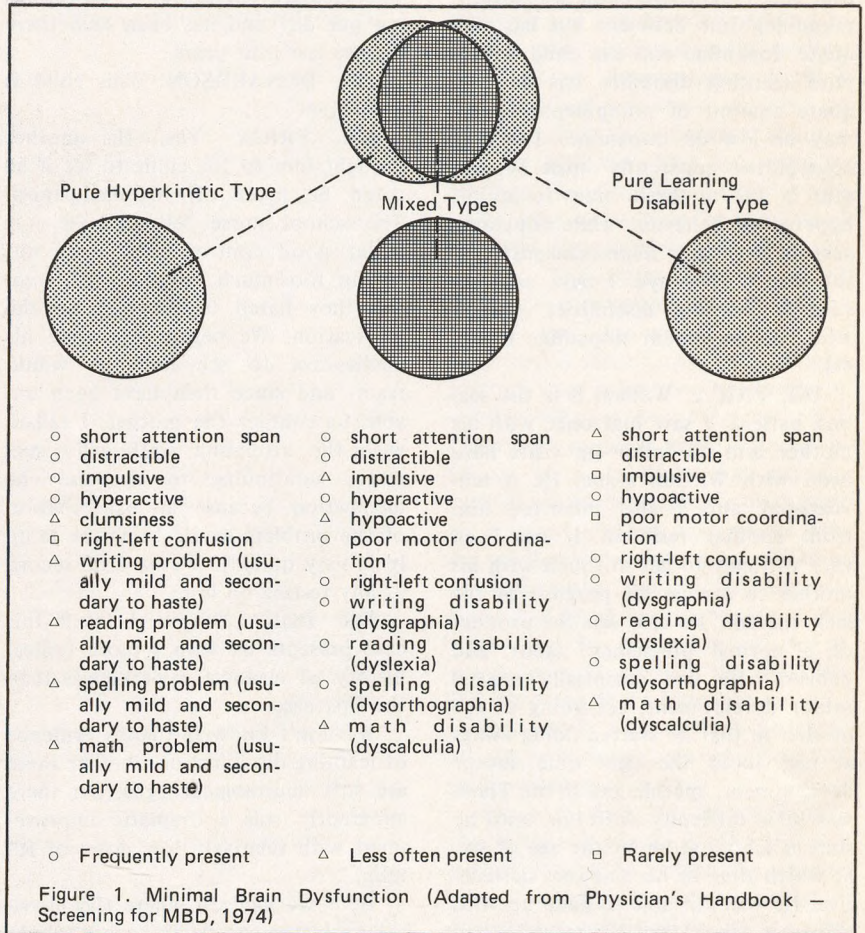 Pure Hyperkinetic Type
Mixed Types
Pure Learning
Disability Type
○ short attention span
○ distractible
○ impulsive
○ hyperactive
△ clumsiness
○ right-left confusion
△ writing problem (usu-
ally mild and secon-
dary to haste)
△ reading problem (usu-
ally mild and secon-
dary to haste)
△ spelling problem (usu-
ally mild and secon-
dary to haste)
△ math problem (usu-
ally mild and secon-
dary to haste)
○ short attention span
○ distractible
△ impulsive
○ hyperactive
△ hypoactive
○ poor motor coordina-
tion
○ right-left confusion
○ writing disability
(dysgraphia)
○ reading disability
(dyslexia)
○ spelling disability
(dysorthographia)
△ math disability
(dyscalculia)
△ short attention span
□ distractible
□ impulsive
○ hypoactive
□ poor motor coordina-
tion
○ right-left confusion
○ writing disability
(dysgraphia)
○ reading disability
(dyslexia)
○ spelling disability
(dysorthographia)
△ math disability
(dyscalculia)
○ Frequently present
△ Less often present
□ Rarely present
Figure 1. Minimal Brain Dysfunction (Adapted from Physician's Handbook —
Screening for MBD, 1974)